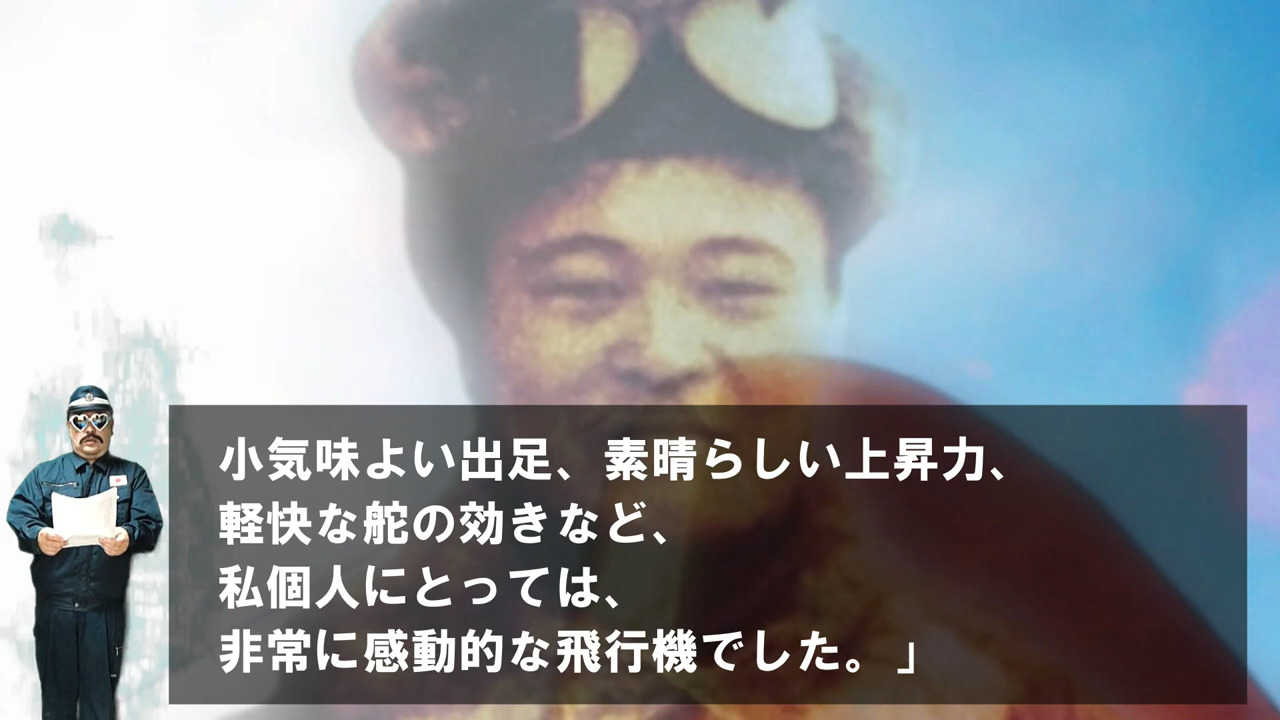 小気味よい出足、素晴らしい上昇力、
軽快な舵の効きなど、
私個人にとっては、
非常に感動的な飛行機でした。」